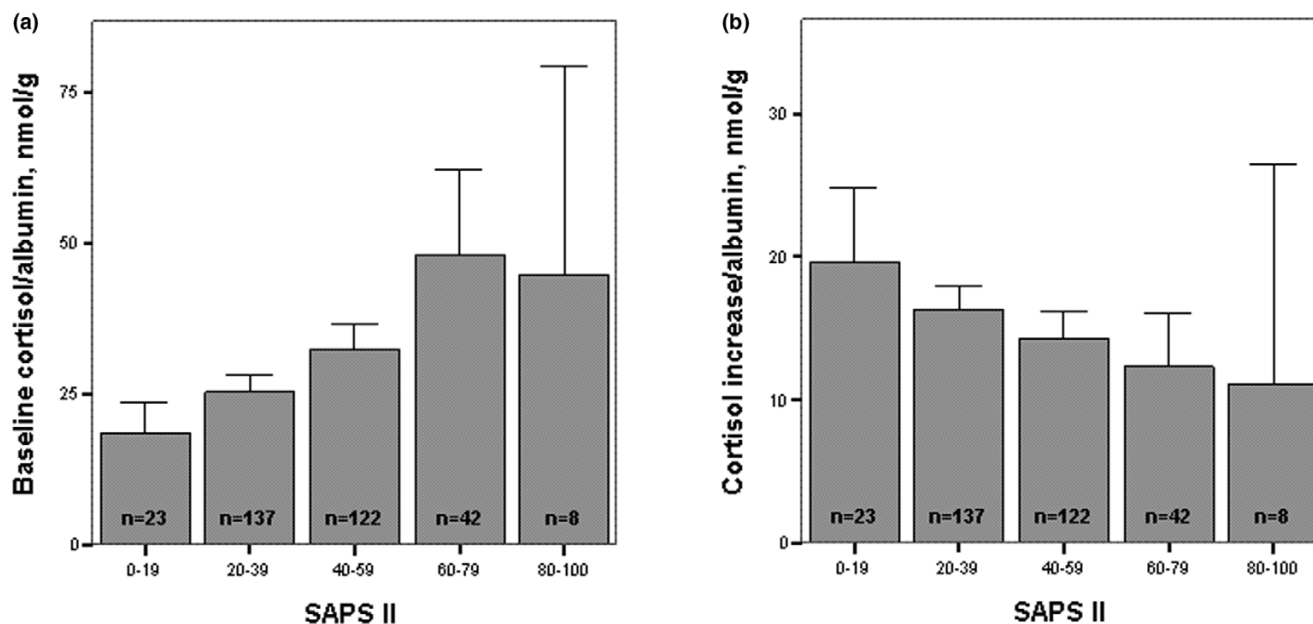 (a)
Baseline cortisol/albumin, nmol/g
75
50
25
0
n=23 n=137 n=122 n=42 n=8
0-19 20-39 40-59 60-79 80-100
SAPS II
(b)
Cortisol increase/albumin, nmol/g
30
20
10
0
n=23 n=137 n=122 n=42 n=8
0-19 20-39 40-59 60-79 80-100
SAPS II